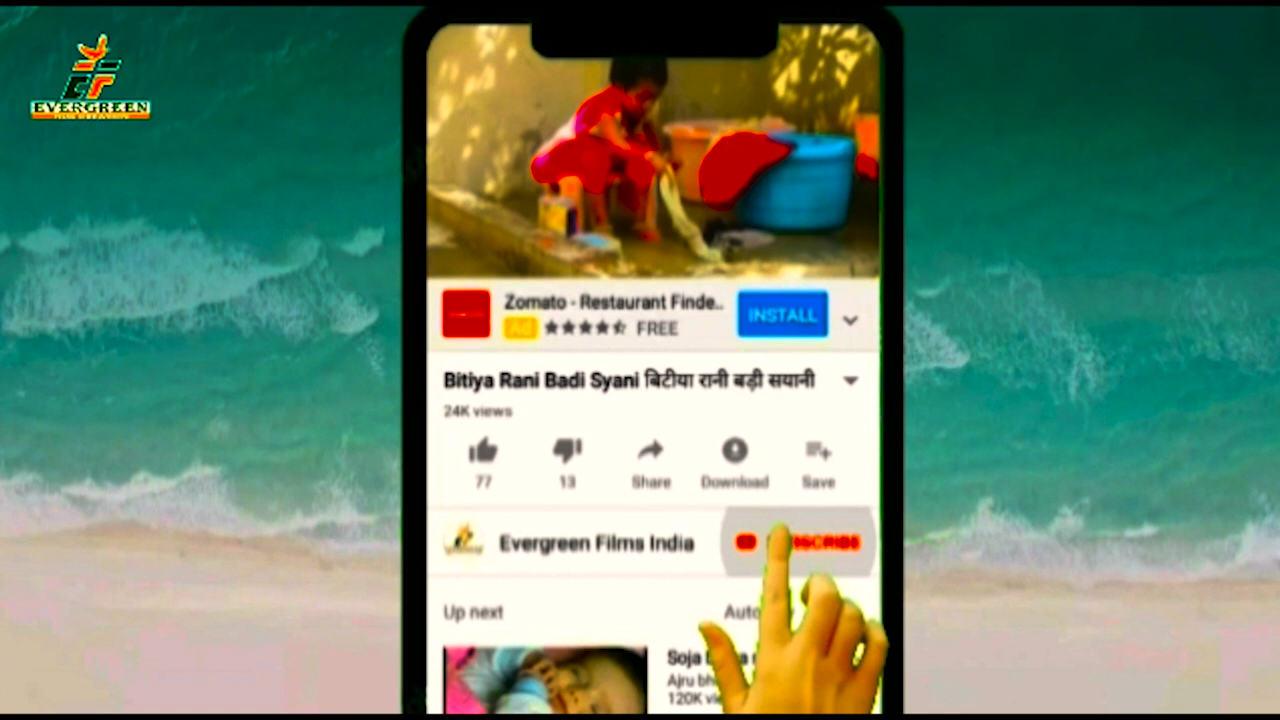 EVERGREEN
Zomato - Restaurant Finde..
Ad
FREE
INSTALL
Bitiya Rani Badi Syani बिटीया रानी बड़ी सयानी
24K views
77
13
Share
Download
Save
Evergreen Films India
Up next
Soja
Ajru
120K